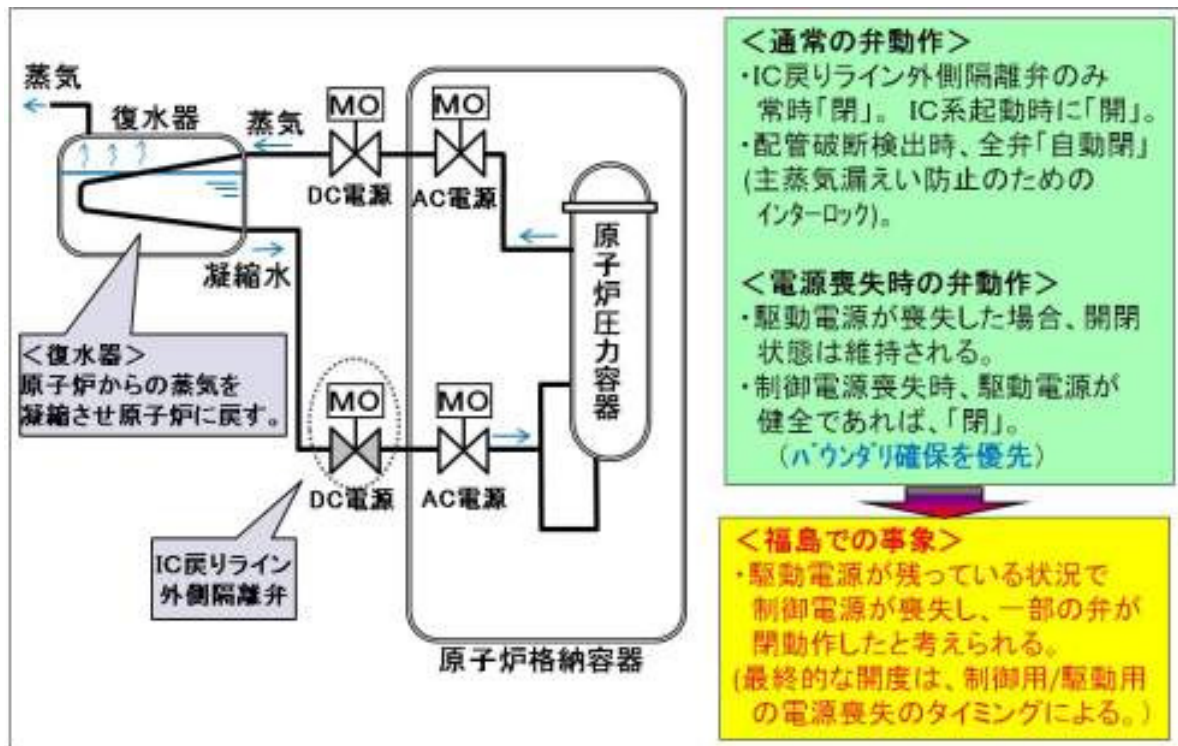 蒸気
復水器
蒸気
MO
MO
DC電源
AC電源
凝縮水
原子炉圧力容器
<復水器>
原子炉からの蒸気を
凝縮させ原子炉に戻す。
MO
MO
DC電源
AC電源
IC戻りライン
外側隔離弁
原子炉格納容器
<通常の弁動作>
・IC戻りライン外側隔離弁のみ
常時「閉」。 IC系起動時に「開」。
・配管破断検出時、全弁「自動閉」
(主蒸気漏えい防止のための
インターロック)。
<電源喪失時の弁動作>
・駆動電源が喪失した場合、開閉
状態は維持される。
・制御電源喪失時、駆動電源が
健全であれば、「閉」。
(バウンダリ確保を優先)
<福島での事象>
・駆動電源が残っている状況で
制御電源が喪失し、一部の弁が
閉動作したと考えられる。
(最終的な開度は、制御用/駆動用
の電源喪失のタイミングによる。)